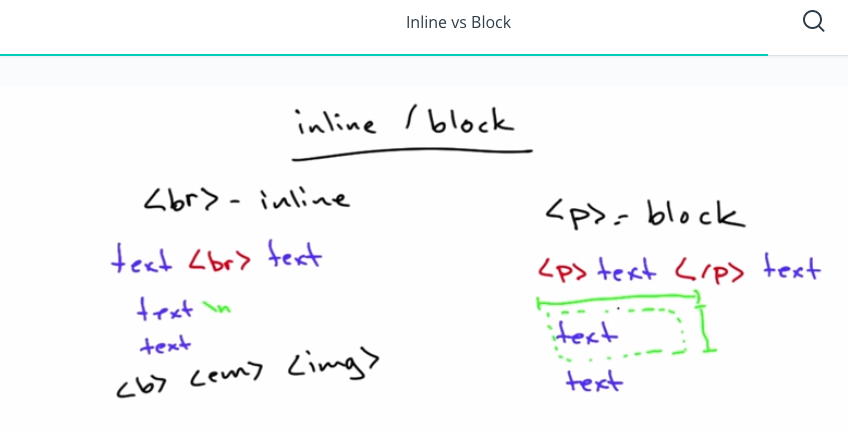 Inline vs Block
inline / block
<br> - inline
text <br> text
text \n
text
<b> <em> <img>
<p> - block
<p> text </p> text
text
text